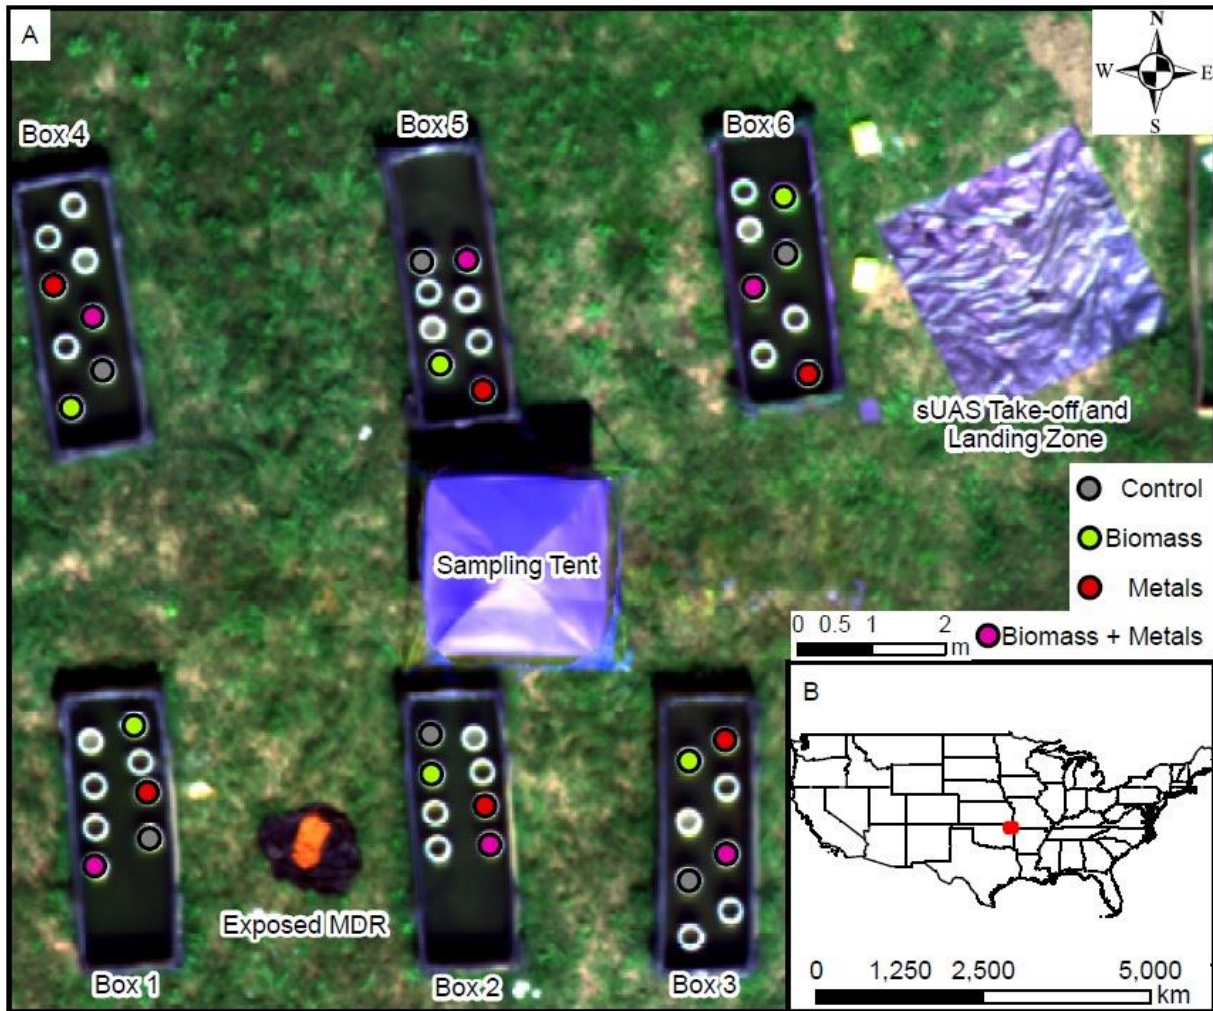 A
N
W E
S
Box 4
Box 5
Box 6
sUAS Take-off and
Landing Zone
Control
Biomass
Metals
Biomass + Metals
Sampling Tent
0 0.5 1 2
m
Exposed MDR
Box 1
Box 2
Box 3
B
0 1,250 2,500 5,000
km